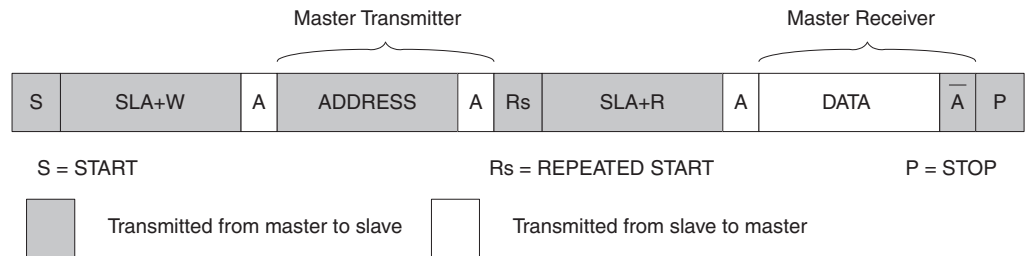 Master Transmitter Master Receiver
S SLA+W A ADDRESS A Rs SLA+R A DATA A̅ P
S = START Rs = REPEATED START P = STOP
Transmitted from master to slave Transmitted from slave to master